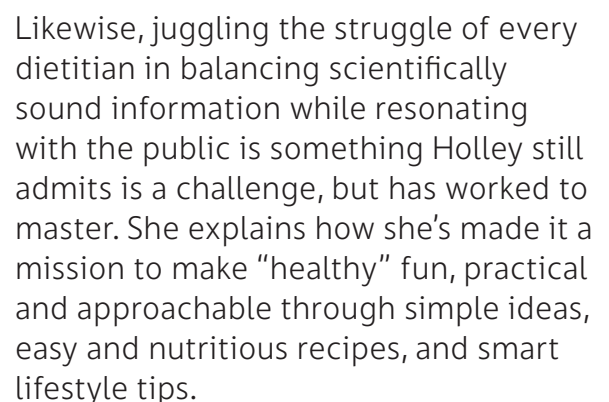 Likewise, juggling the struggle of every
dietitian in balancing scientifically
sound information while resonating
with the public is something Holley still
admits is a challenge, but has worked to
master. She explains how she’s made it a
mission to make “healthy” fun, practical
and approachable through simple ideas,
easy and nutritious recipes, and smart
lifestyle tips.